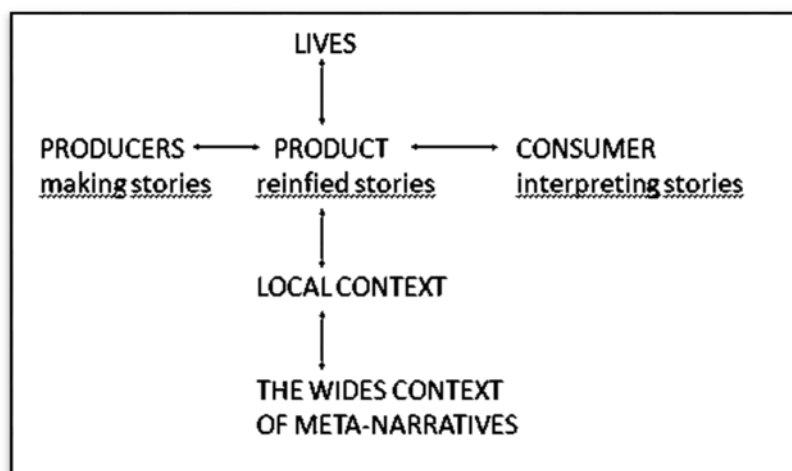 LIVES
PRODUCERS PRODUCT CONSUMER
making stories reinfied stories interpreting stories
LOCAL CONTEXT
THE WIDES CONTEXT
OF META-NARRATIVES